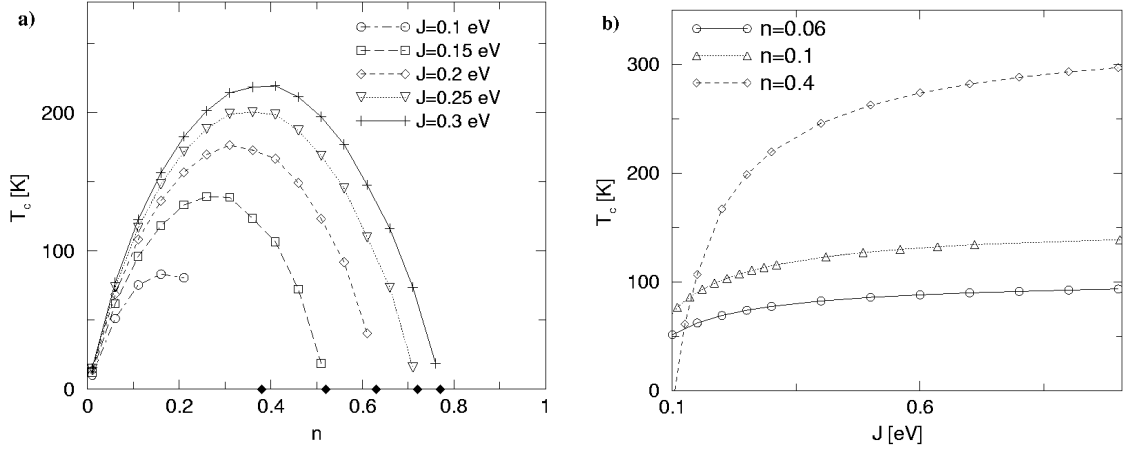 a)
J=0.1 eV
J=0.15 eV
J=0.2 eV
J=0.25 eV
J=0.3 eV
200
100
0
T_c [K]
0 0.2 0.4 0.6 0.8 1
n
b)
n=0.06
n=0.1
n=0.4
300
200
100
0
T_c [K]
0.1 0.6
J [eV]